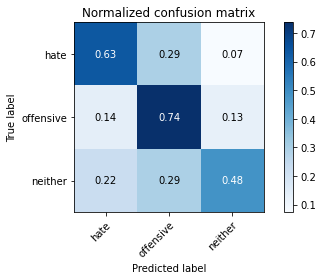 Normalized confusion matrix
hate 0.63 0.29 0.07
offensive 0.14 0.74 0.13
neither 0.22 0.29 0.48
hate offensive neither
True label
Predicted label
0.7
0.6
0.5
0.4
0.3
0.2
0.1